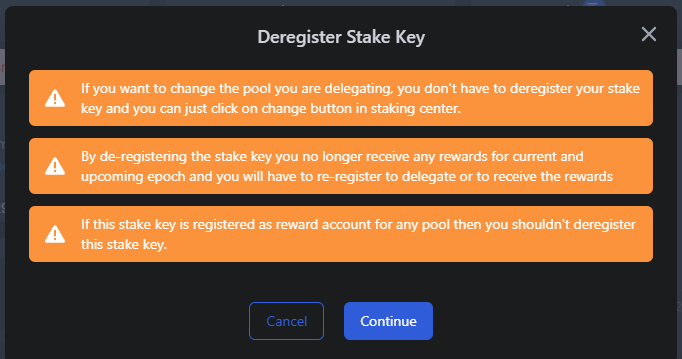 Deregister Stake Key
If you want to change the pool you are delegating, you don't have to deregister your stake
key and you can just click on change button in staking center.
By de-registering the stake key you no longer receive any rewards for current and
upcoming epoch and you will have to re-register to delegate or to receive the rewards
If this stake key is registered as reward account for any pool then you shouldn't deregister
this stake key.
Cancel
Continue